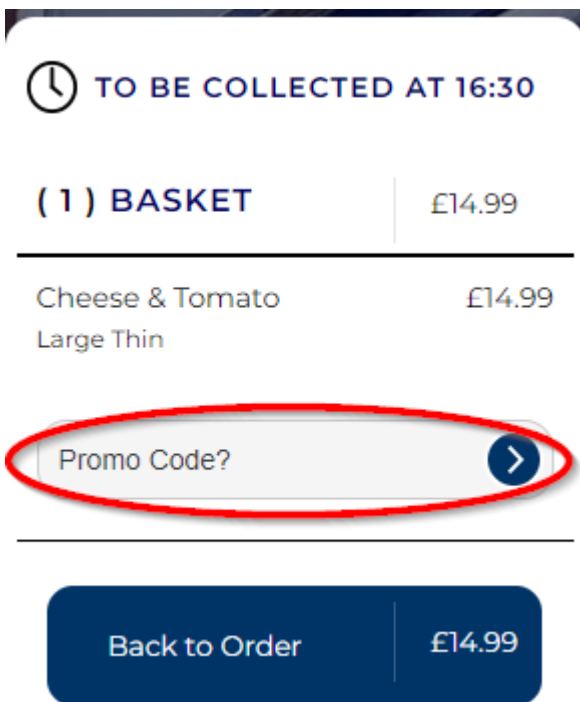 TO BE COLLECTED AT 16:30
( 1 ) BASKET £14.99
Cheese & Tomato £14.99
Large Thin
Promo Code?
Back to Order £14.99